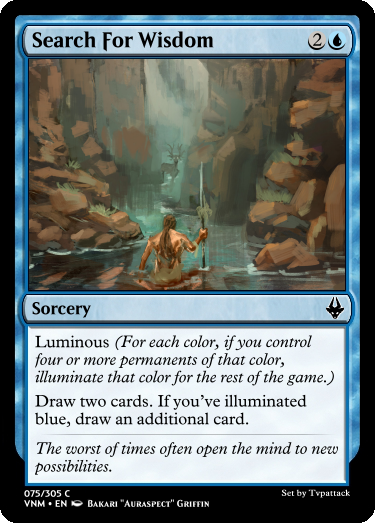 Search For Wisdom 2
Sorcery
Luminous (For each color, if you control
four or more permanents of that color,
illuminate that color for the rest of the game.)
Draw two cards. If you've illuminated
blue, draw an additional card.
The worst of times often open the mind to new
possibilities.
075/305 C
VNM • EN Bakari "Auraspect" Griffin
Set by Tvpattack